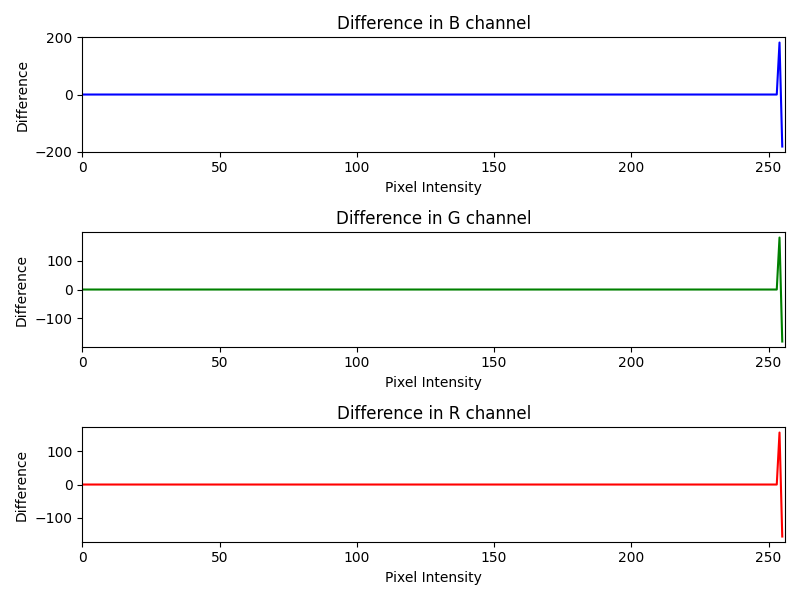 Difference in B channel
200
0
−200
Difference
0 50 100 150 200 250
Pixel Intensity
Difference in G channel
100
0
−100
Difference
0 50 100 150 200 250
Pixel Intensity
Difference in R channel
100
0
−100
Difference
0 50 100 150 200 250
Pixel Intensity